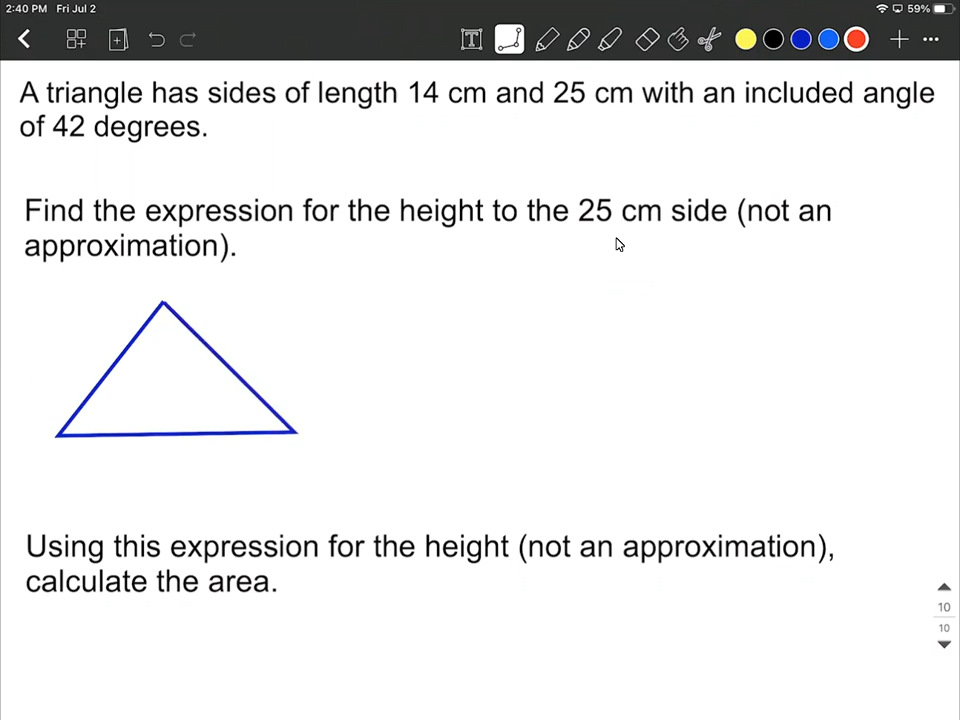 2:40 PM Fri Jul 2
59%
T
A triangle has sides of length 14 cm and 25 cm with an included angle
of 42 degrees.
Find the expression for the height to the 25 cm side (not an
approximation).
Using this expression for the height (not an approximation),
calculate the area.
10
10